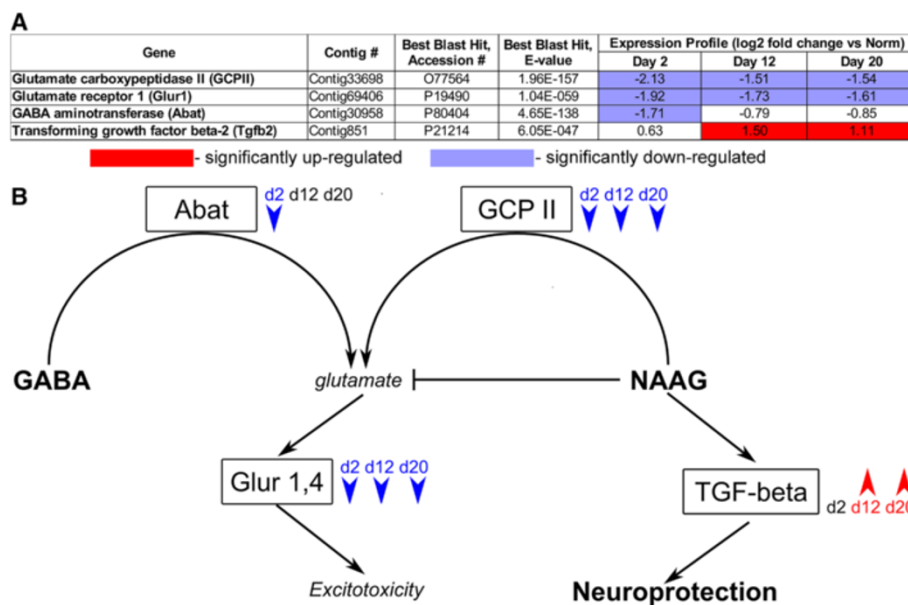 A
Gene Contig # Best Blast Hit, Accession # Best Blast Hit, E-value Expression Profile (log2 fold change vs Norm)
Day 2 Day 12 Day 20
Glutamate carboxypeptidase II (GCPII) Contig33698 O77564 1.96E-157 -2.13 -1.51 -1.54
Glutamate receptor 1 (Glur1) Contig69406 P19490 1.04E-059 -1.92 -1.73 -1.61
GABA aminotransferase (Abat) Contig30958 P80404 4.65E-138 -1.71 -0.79 -0.85
Transforming growth factor beta-2 (Tgfb2) Contig851 P21214 6.05E-047 0.63 1.50 1.11
- significantly up-regulated - significantly down-regulated
B
Abat d2 d12 d20 GCP II d2 d12 d20
GABA glutamate NAAG
Glur 1,4 d2 d12 d20
TGF-beta d2 d12 d20
Excitotoxicity Neuroprotection